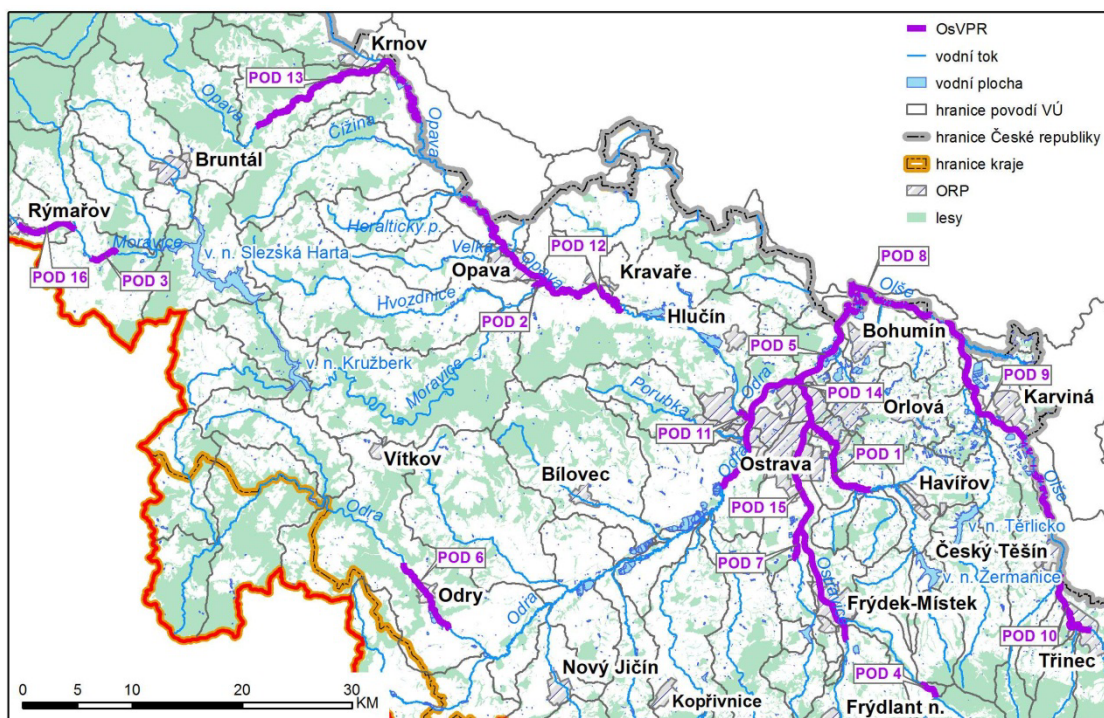 Krnov
POD 13
Opava
Čížina
Opava
Bruntál
Rýmařov
POD 16
Moravice
POD 3
v. n. Slezská Harta
Heraltický p.
Velká
Opava
Opava
POD 12
Kravaře
Hvozdnice
POD 2
Hlučín
v. n. Kružberk
Moravice
POD 8
Olše
Bohumín
POD 5
Odra
POD 14
POD 9
Karviná
Porubka
Orlová
POD 11
Ostrava
POD 1
Odra
Vítkov
Bílovec
Havířov
POD 15
Olše
v. n. Těrlicko
Český Těšín
POD 7
v. n. Žermanice
Odra
POD 6
Odry
Odra
Ostravice
Frýdek-Místek
POD 10
Třinec
Nový Jičín
Kopřivnice
POD 4
Frýdlant n.
OsVPR
vodní tok
vodní plocha
hranice povodí VÚ
hranice České republiky
hranice kraje
ORP
lesy
0 5 10 20 30
KM